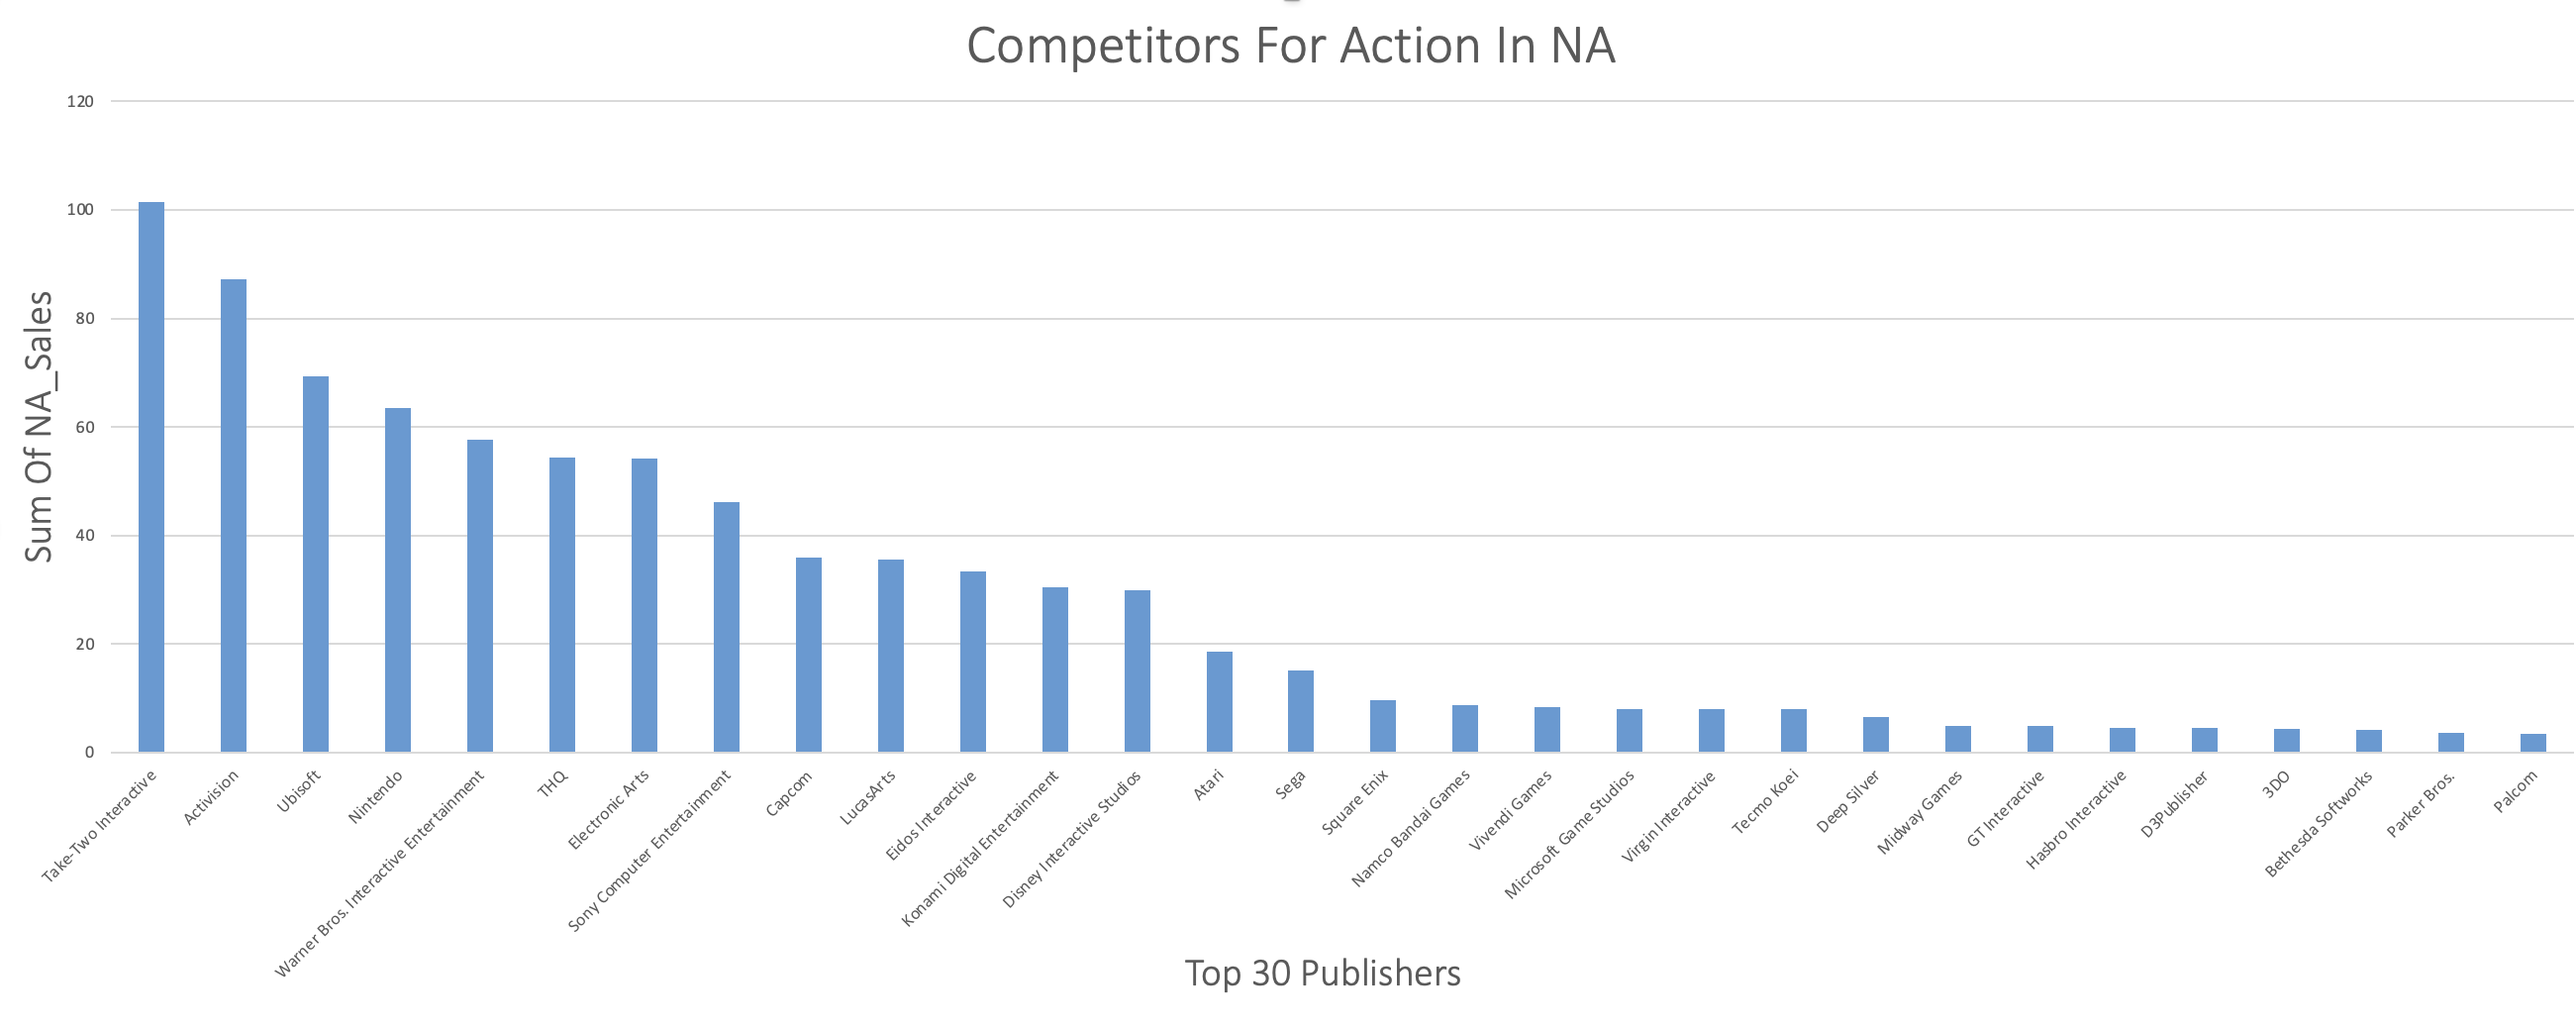 Competitors For Action In NA
Sum Of NA_Sales
120
100
80
60
40
20
0
Take-Two Interactive
Activision
Ubisoft
Nintendo
Warner Bros. Interactive Entertainment
THQ
Electronic Arts
Sony Computer Entertainment
Capcom
LucasArts
Eidos Interactive
Konami Digital Entertainment
Disney Interactive Studios
Atari
Sega
Square Enix
Namco Bandai Games
Vivendi Games
Microsoft Game Studios
Virgin Interactive
Tecmo Koei
Deep Silver
Midway Games
GT Interactive
Hasbro Interactive
D3Publisher
3DO
Bethesda Softworks
Parker Bros.
Palcom
Top 30 Publishers